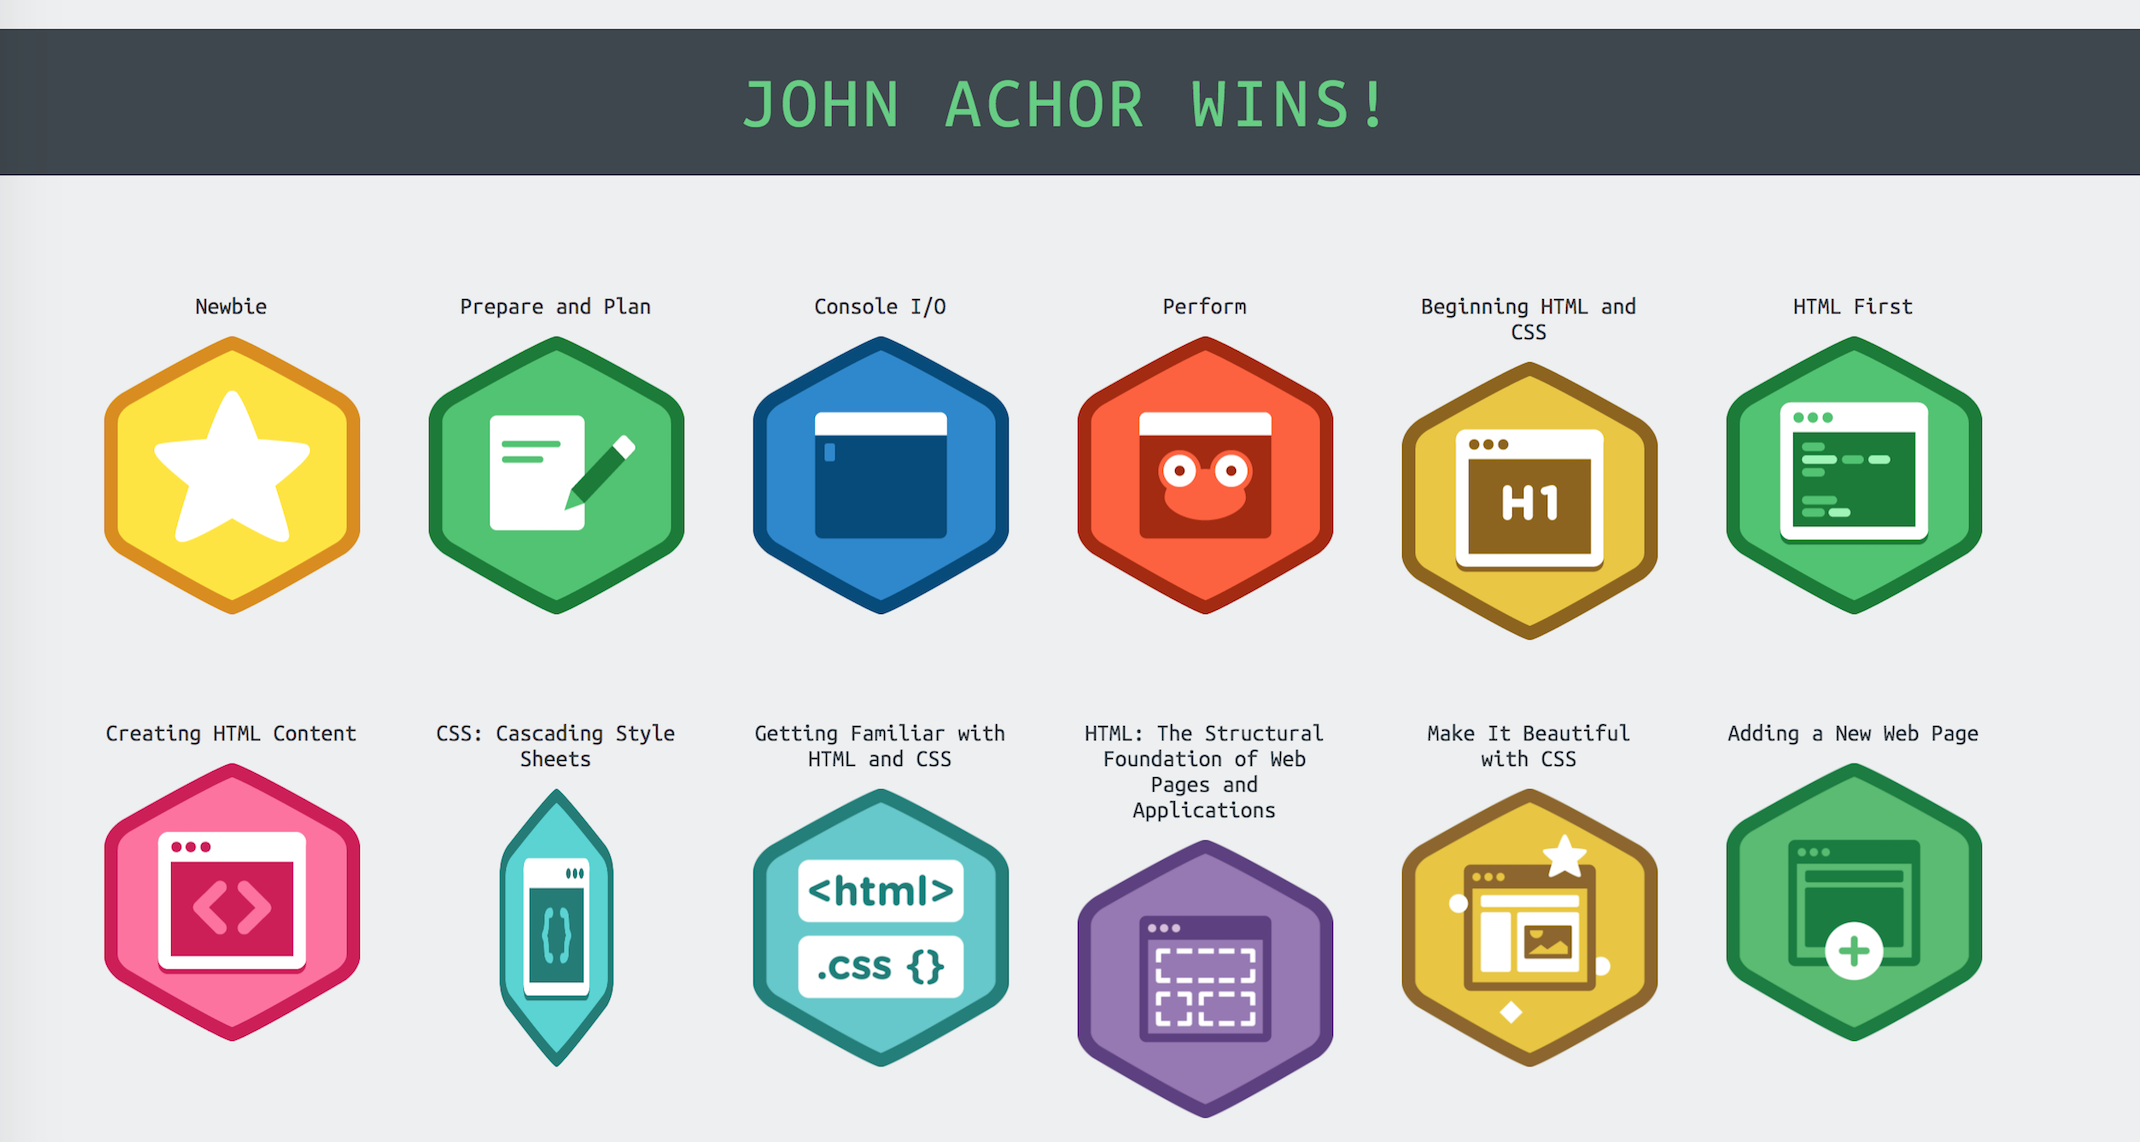 JOHN ACHOR WINS!
Newbie
Prepare and Plan
Console I/O
Perform
Beginning HTML and
CSS
HTML First
H1
Creating HTML Content
CSS: Cascading Style
Sheets
Getting Familiar with
HTML and CSS
HTML: The Structural
Foundation of Web
Pages and
Applications
Make It Beautiful
with CSS
Adding a New Web Page
<>
{}
<html>
.css {}